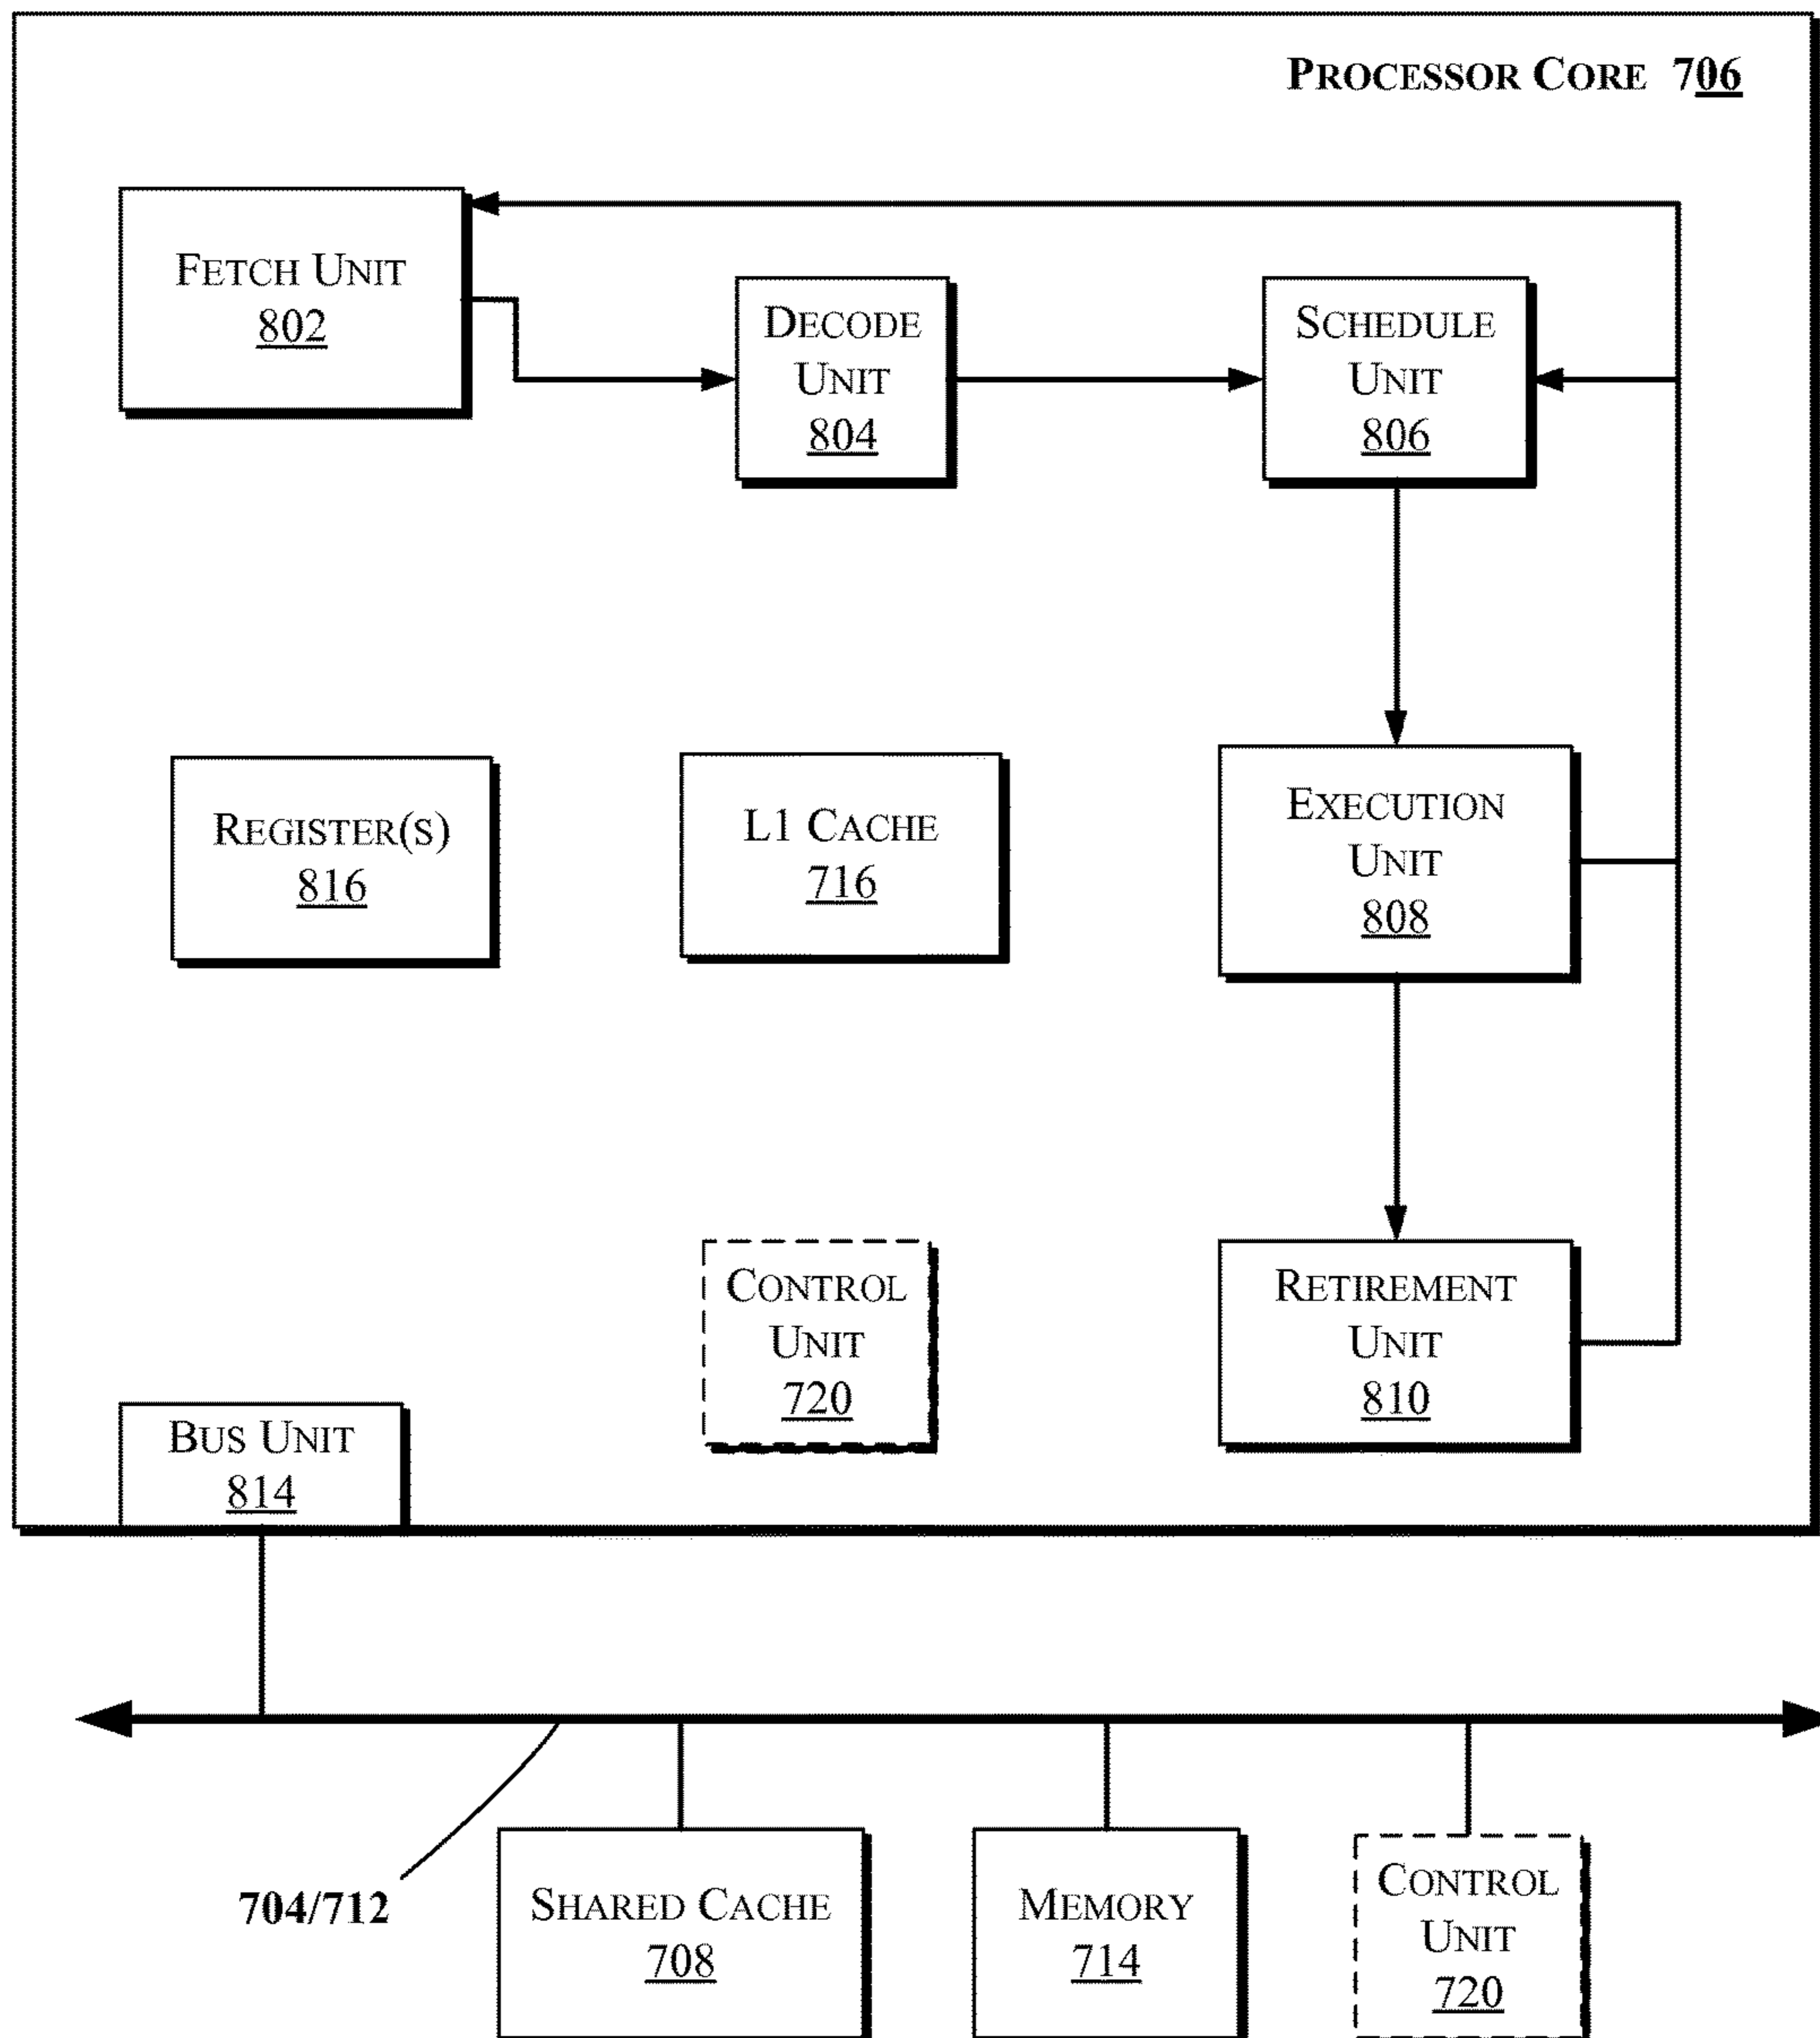 PROCESSOR CORE 706
FETCH UNIT
802
DECODE
UNIT
804
SCHEDULE
UNIT
806
REGISTER(S)
816
L1 CACHE
716
EXECUTION
UNIT
808
CONTROL
UNIT
720
RETIREMENT
UNIT
810
BUS UNIT
814
704/712
SHARED CACHE
708
MEMORY
714
CONTROL
UNIT
720